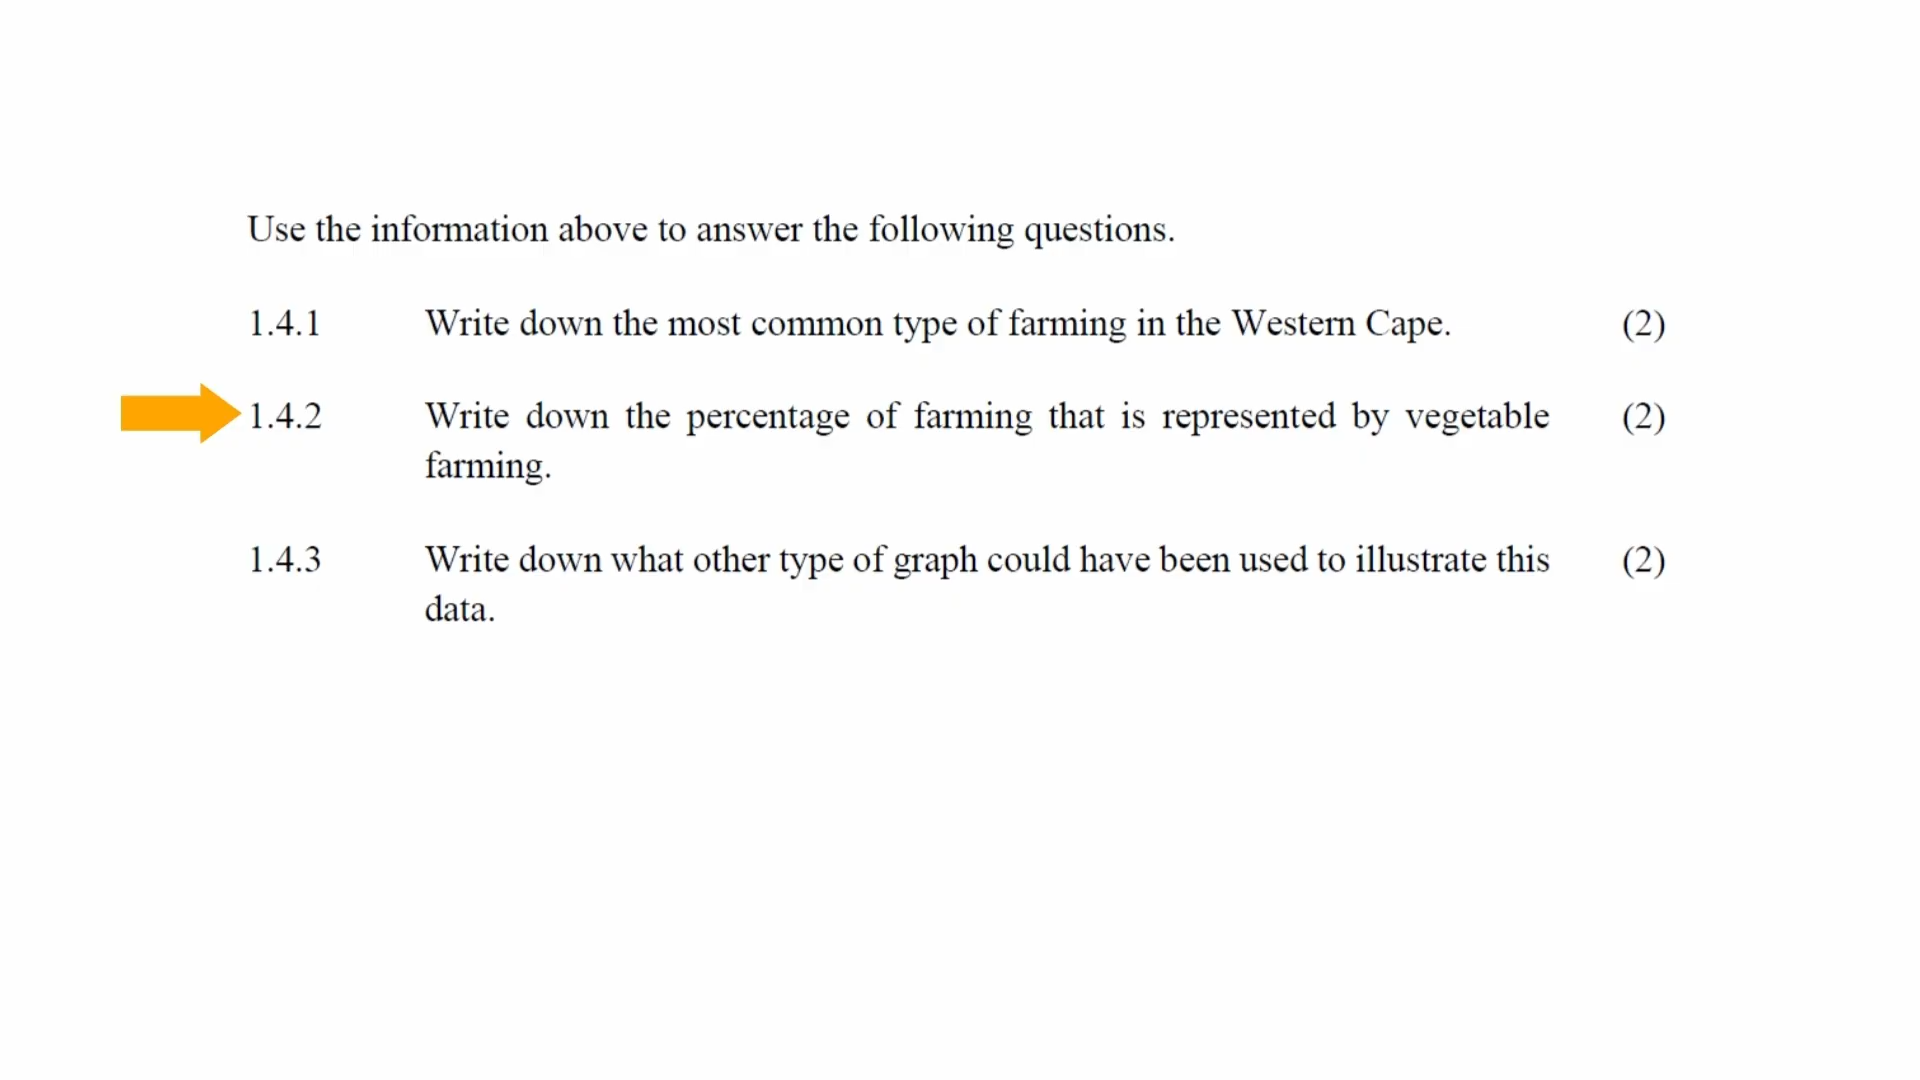 Use the information above to answer the following questions.
1.4.1 Write down the most common type of farming in the Western Cape. (2)
1.4.2 Write down the percentage of farming that is represented by vegetable (2)
farming.
1.4.3 Write down what other type of graph could have been used to illustrate this (2)
data.